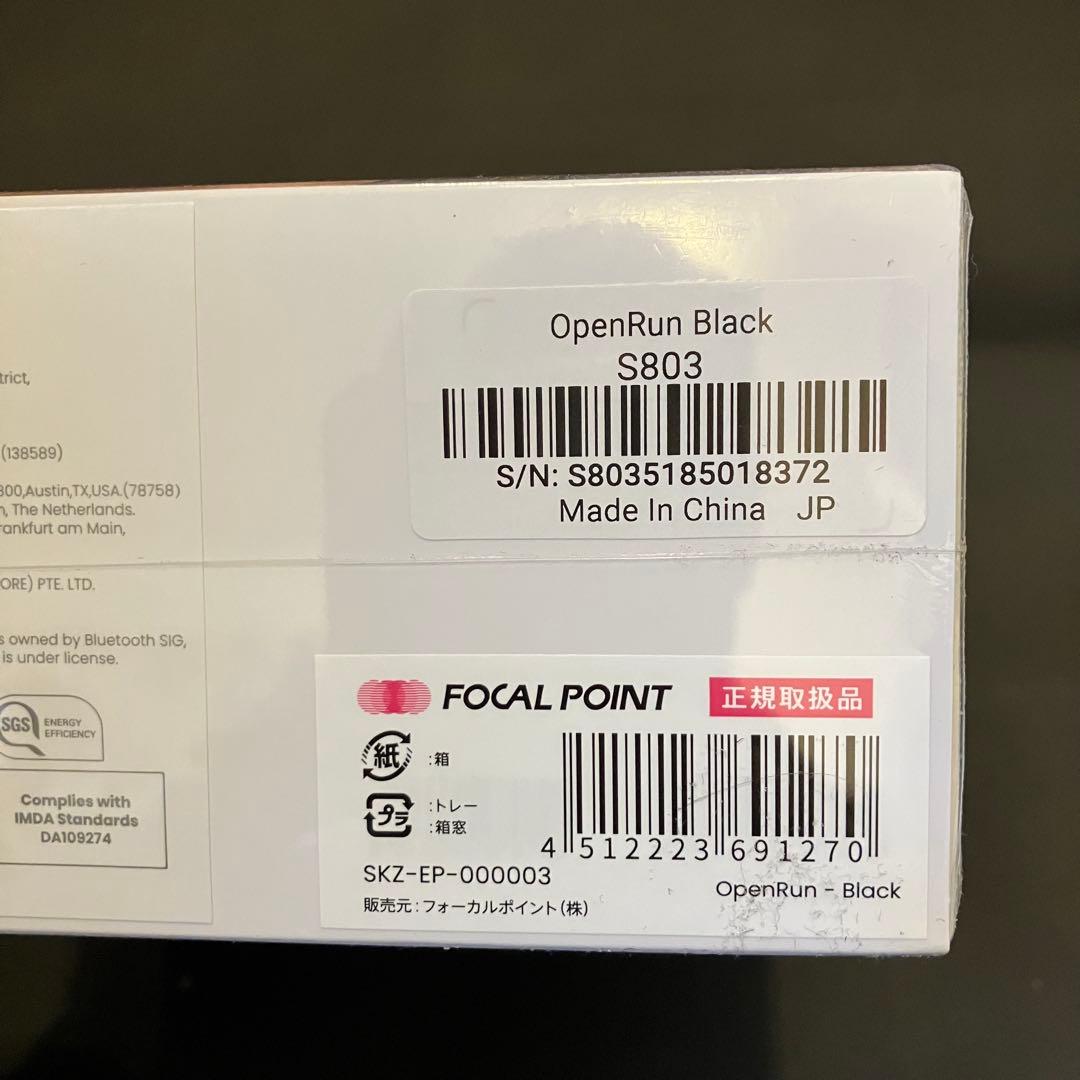 trict,
(138589)
300,Austin,TX,USA.(78758)
n, The Netherlands.
rankfurt am Main,
ORE) PTE. LTD.
s owned by Bluetooth SIG,
is under license.
SGS ENERGY
EFFICIENCY
Complies with
IMDA Standards
DA109274
OpenRun Black
S803
S/N: S8035185018372
Made In China JP
FOCAL POINT 正規取扱品
紙 :箱
プラ :トレー
:箱窓
4 512223 691270
SKZ-EP-000003
OpenRun - Black
販売元:フォーカルポイント(株)